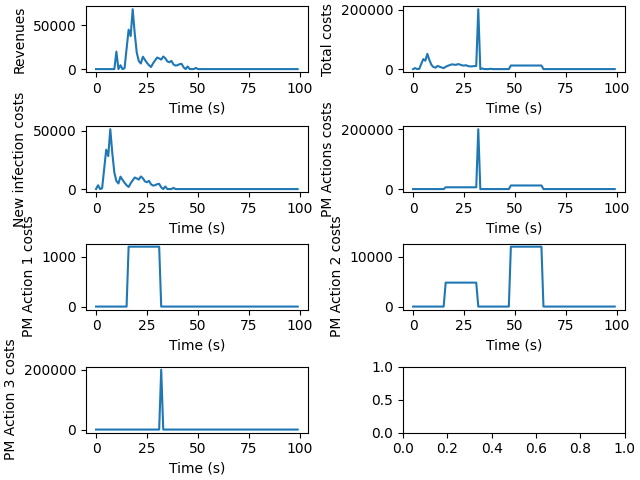 Revenues
50000
0
0 25 50 75 100
Time (s)
Total costs
200000
0
0 25 50 75 100
Time (s)
New infection costs
50000
0
0 25 50 75 100
Time (s)
PM Actions costs
200000
0
0 25 50 75 100
Time (s)
PM Action 1 costs
1000
0
0 25 50 75 100
Time (s)
PM Action 2 costs
10000
0
0 25 50 75 100
Time (s)
PM Action 3 costs
200000
0
0 25 50 75 100
Time (s)
1.0
0.5
0.0
0.0 0.2 0.4 0.6 0.8 1.0